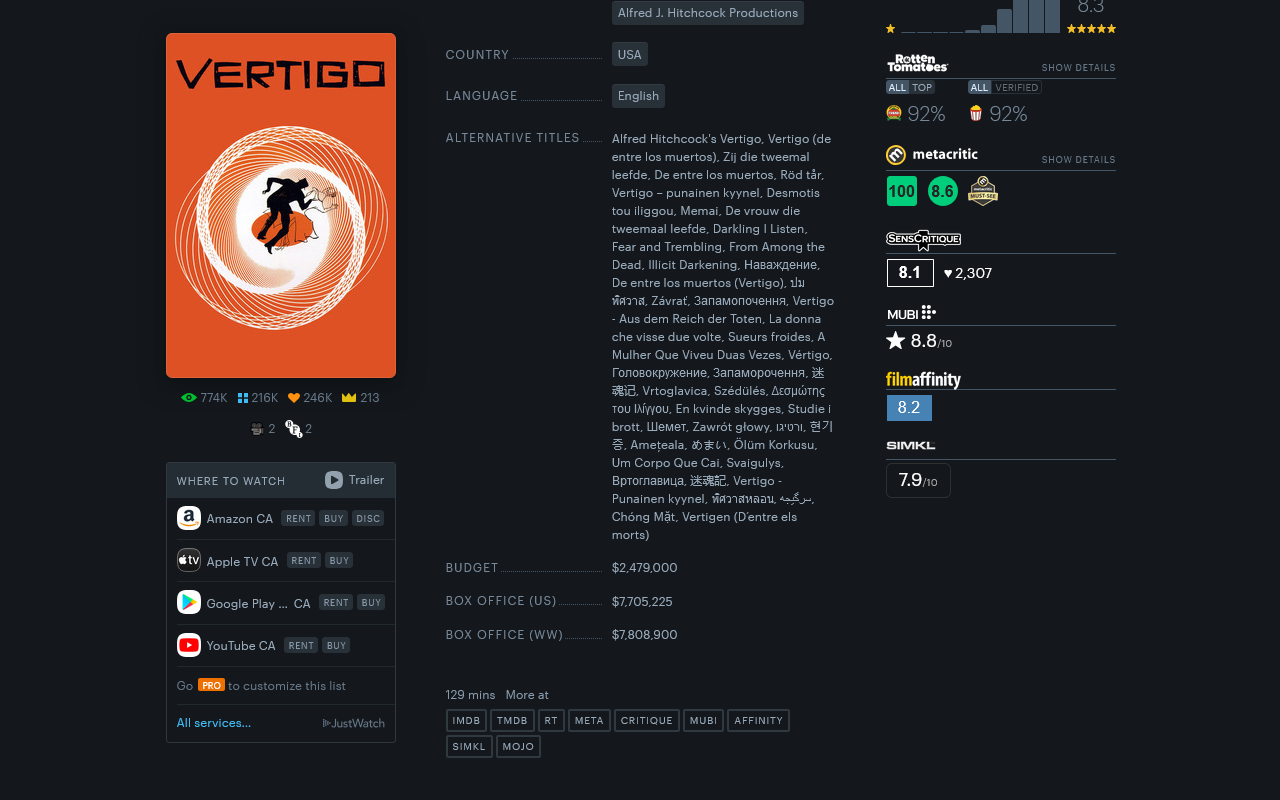 VERTIGO
774K 216K 246K 213
2 2
WHERE TO WATCH Trailer
Amazon CA RENT BUY DISC
Apple TV CA RENT BUY
Google Play ... CA RENT BUY
YouTube CA RENT BUY
Go PRO to customize this list
All services... JustWatch
Alfred J. Hitchcock Productions
COUNTRY USA
LANGUAGE English
ALTERNATIVE TITLES Alfred Hitchcock's Vertigo, Vertigo (de
entre los muertos), Zij die tweemal
leefde, De entre los muertos, Röd tår,
Vertigo – punainen kyynel, Desmotis
tou iliggou, Memai, De vrouw die
tweemaal leefde, Darkling I Listen,
Fear and Trembling, From Among the
Dead, Illicit Darkening, Наваждение,
De entre los muertos (Vertigo), ปม
พิศวาส, Závrať, Запамопочення, Vertigo
- Aus dem Reich der Toten, La donna
che visse due volte, Sueurs froides, A
Mulher Que Viveu Duas Vezes, Vértigo,
Головокружение, Запаморочення, 迷
魂记, Vrtoglavica, Szédülés, Δεσμώτης
του Ιλίγγου, En kvinde skygges, Studie i
brott, Шемет, Zawrót głowy, ורטיגו, 현기
증, Amețeala, めまい, Ölüm Korkusu,
Um Corpo Que Cai, Svaigulys,
Вртоглавица, 迷魂記, Vertigo -
Punainen kyynel, พิศวาสหลอน, سرگیجه,
Chóng Mặt, Vertigen (D'entre els
morts)
BUDGET $2,479,000
BOX OFFICE (US) $7,705,225
BOX OFFICE (WW) $7,808,900
129 mins More at
IMDB TMDB RT META CRITIQUE MUBI AFFINITY
SIMKL MOJO
8.3
Rotten
Tomatoes SHOW DETAILS
ALL TOP ALL VERIFIED
92% 92%
metacritic SHOW DETAILS
100 8.6 MUST-SEE
SENSCRITIQUE
8.1 ♥ 2,307
MUBI
8.8/10
filmaffinity
8.2
SIMKL
7.9/10